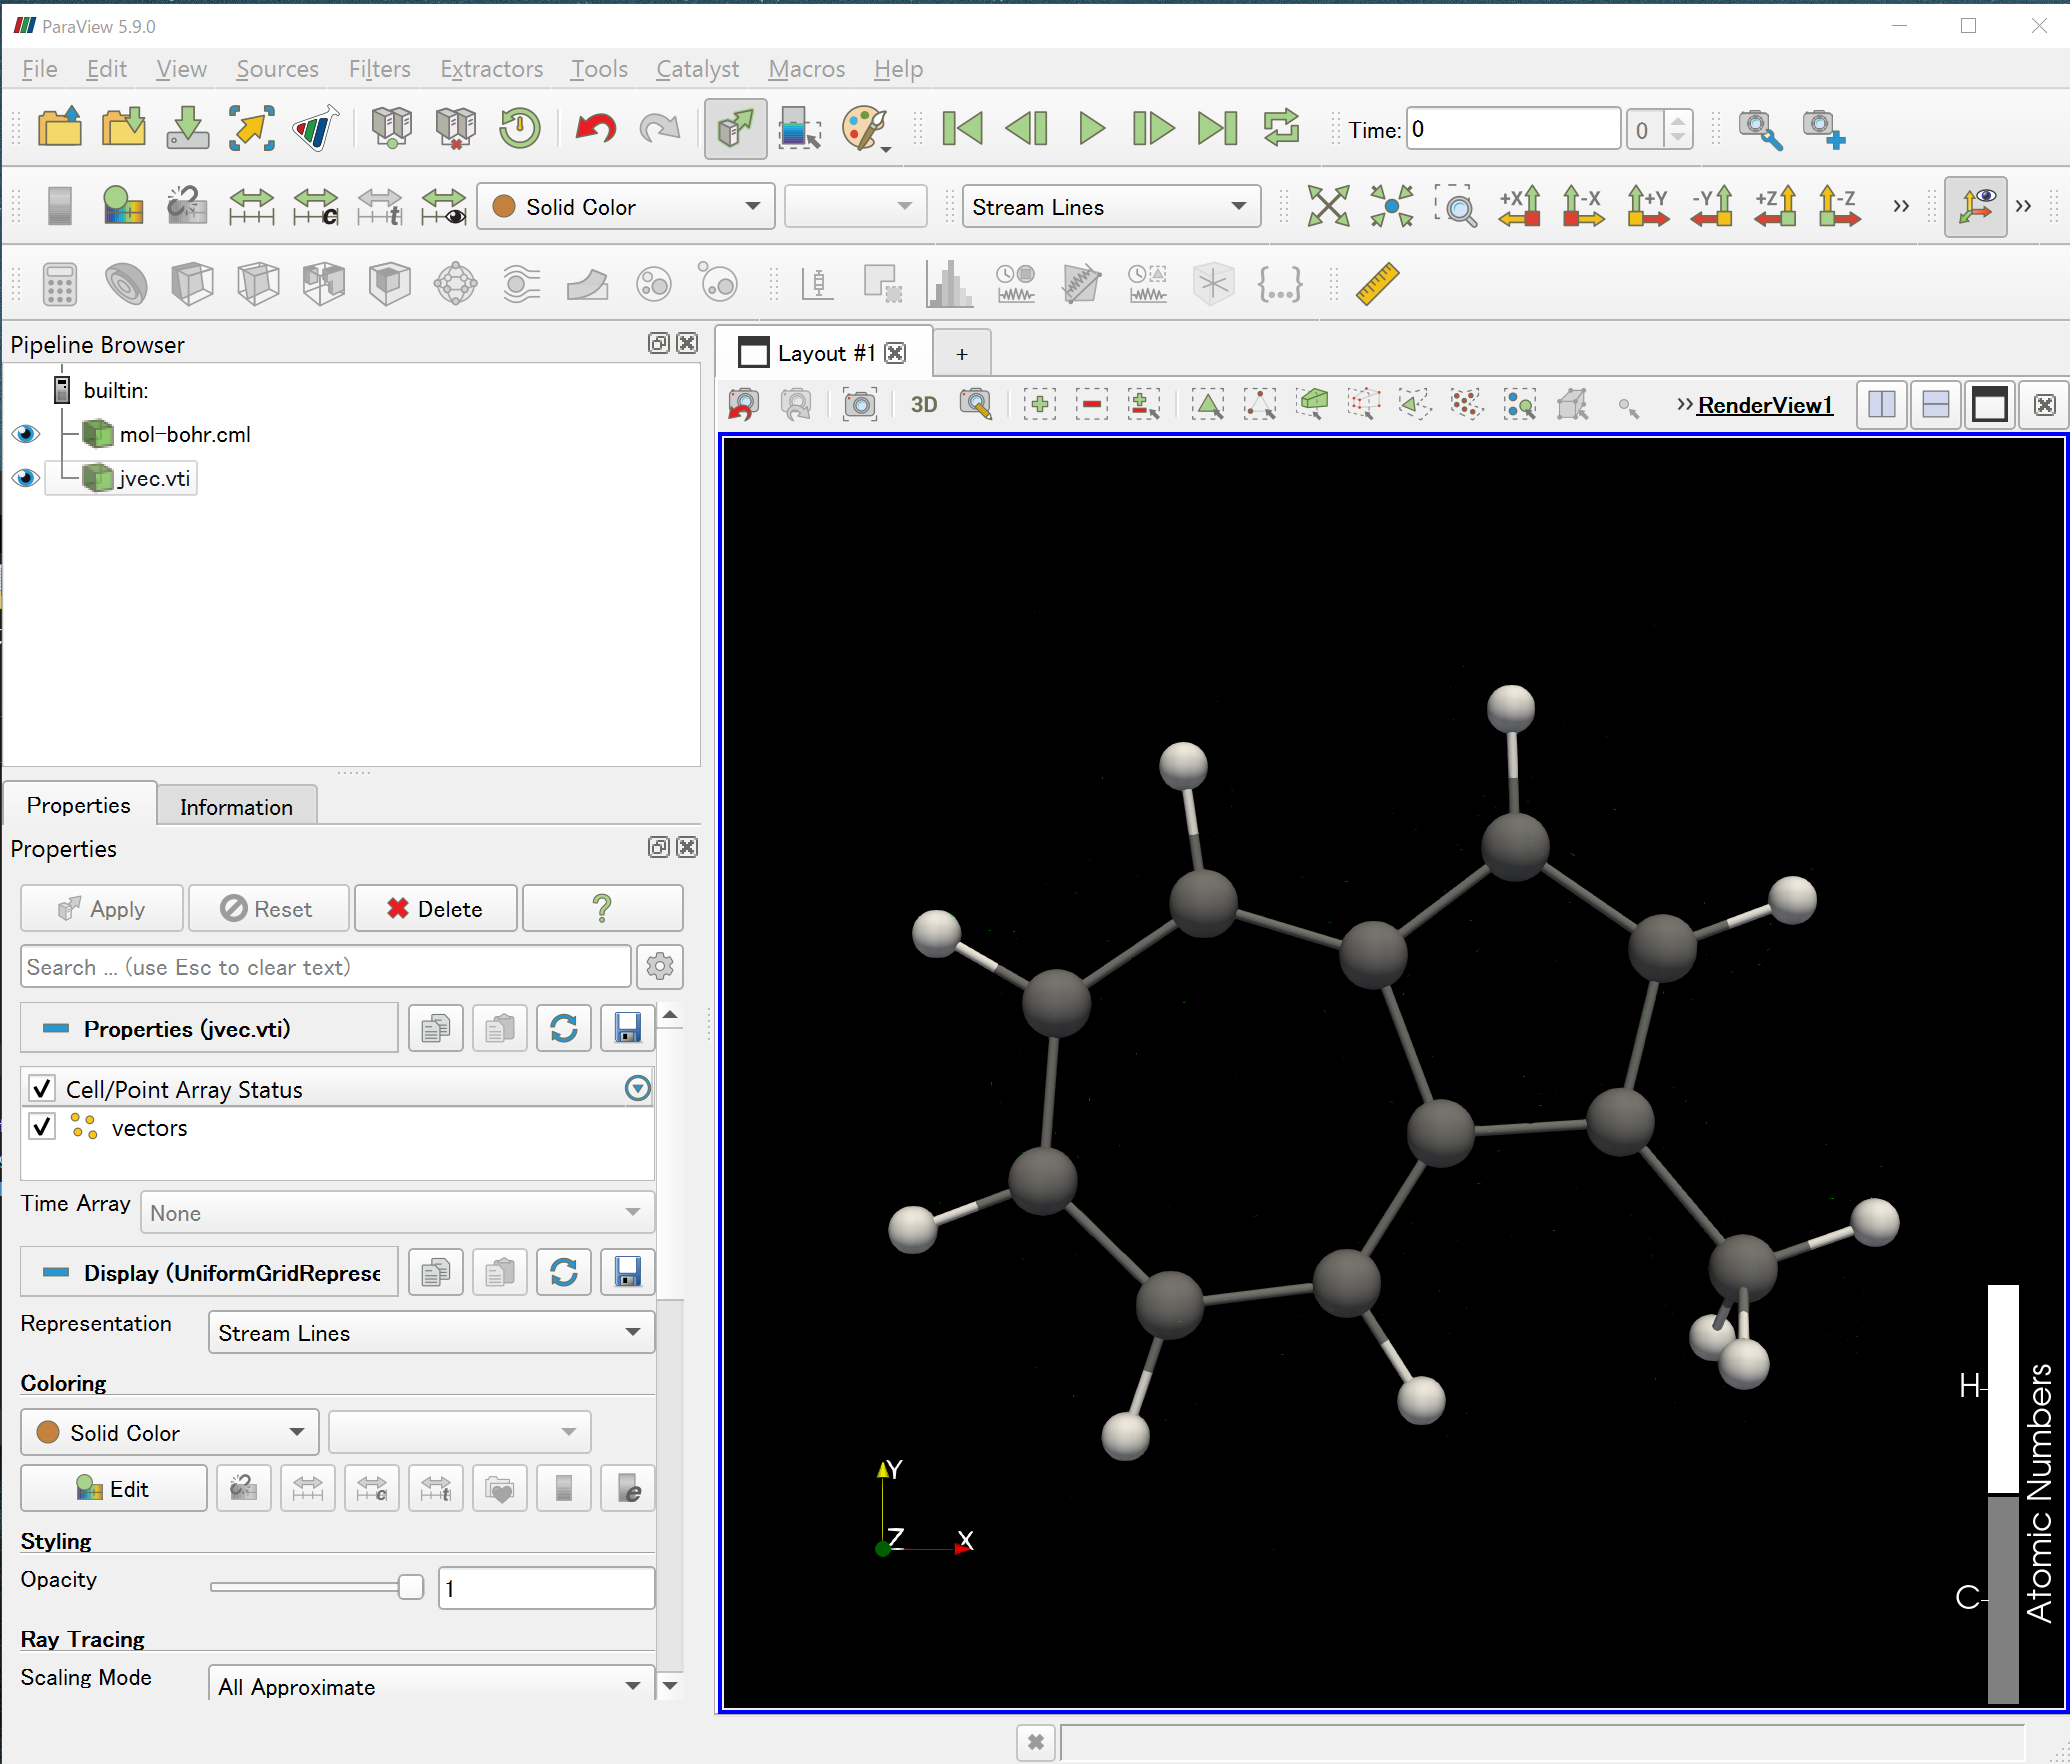 ParaView 5.9.0
File Edit View Sources Filters Extractors Tools Catalyst Macros Help
Time: 0 0
c t Solid Color Stream Lines +X -X +Y -Y +Z -Z » »
{...}
Pipeline Browser
builtin:
mol-bohr.cml
jvec.vti
Properties Information
Properties
Apply Reset Delete ?
Search ... (use Esc to clear text)
Properties (jvec.vti)
Cell/Point Array Status
vectors
Time Array None
Display (UniformGridReprese
Representation Stream Lines
Coloring
Solid Color
Edit c t e
Styling
Opacity 1
Ray Tracing
Scaling Mode All Approximate
Layout #1 +
3D » RenderView1
Y
Z X
H
C
Atomic Numbers